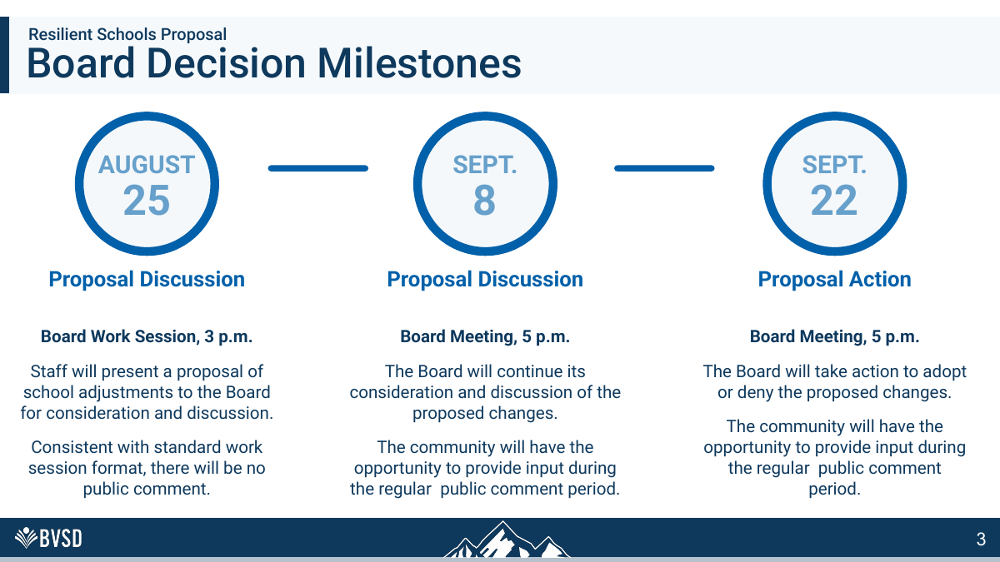 Resilient Schools Proposal
Board Decision Milestones
AUGUST
25
Proposal Discussion
Board Work Session, 3 p.m.
Staff will present a proposal of
school adjustments to the Board
for consideration and discussion.
Consistent with standard work
session format, there will be no
public comment.
SEPT.
8
Proposal Discussion
Board Meeting, 5 p.m.
The Board will continue its
consideration and discussion of the
proposed changes.
The community will have the
opportunity to provide input during
the regular  public comment period.
SEPT.
22
Proposal Action
Board Meeting, 5 p.m.
The Board will take action to adopt
or deny the proposed changes.
The community will have the
opportunity to provide input during
the regular  public comment
period.
BVSD
3